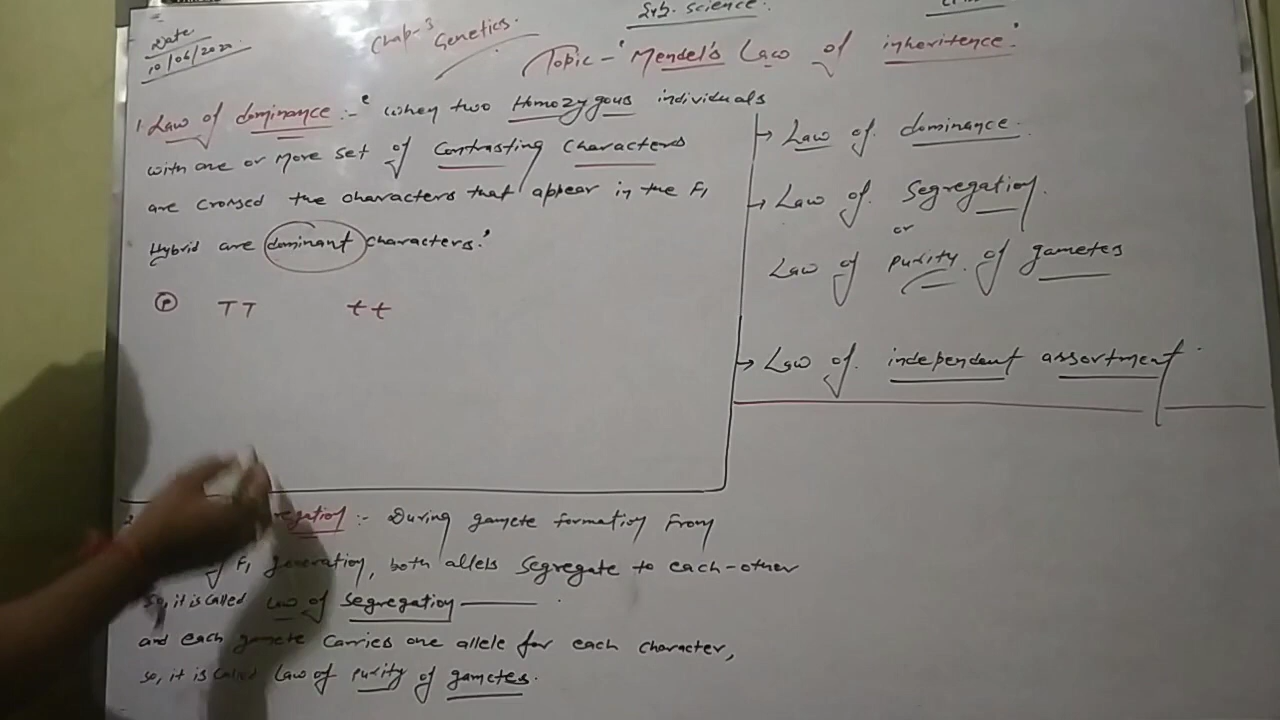 Date
10/06/2020
Chap-3 Genetics.
Sub. science.
Topic - 'Mendel's Law of inheritence.'
1. Law of dominance :- "when two Homozygous individuals
with one or more set of Contrasting Characters
are crossed the characters that appear in the F1
Hybrid are dominant characters."
P TT tt
→ Law of dominance.
→ Law of Segregation.
or
Law of purity of gametes
→ Law of independent assortment.
regation :- During gamete formation From
of F1 generation, both allels Segregate to each-other
So, it is called Law of segregation
and each gamete carries one allele for each character,
so, it is called Law of purity of gametes.